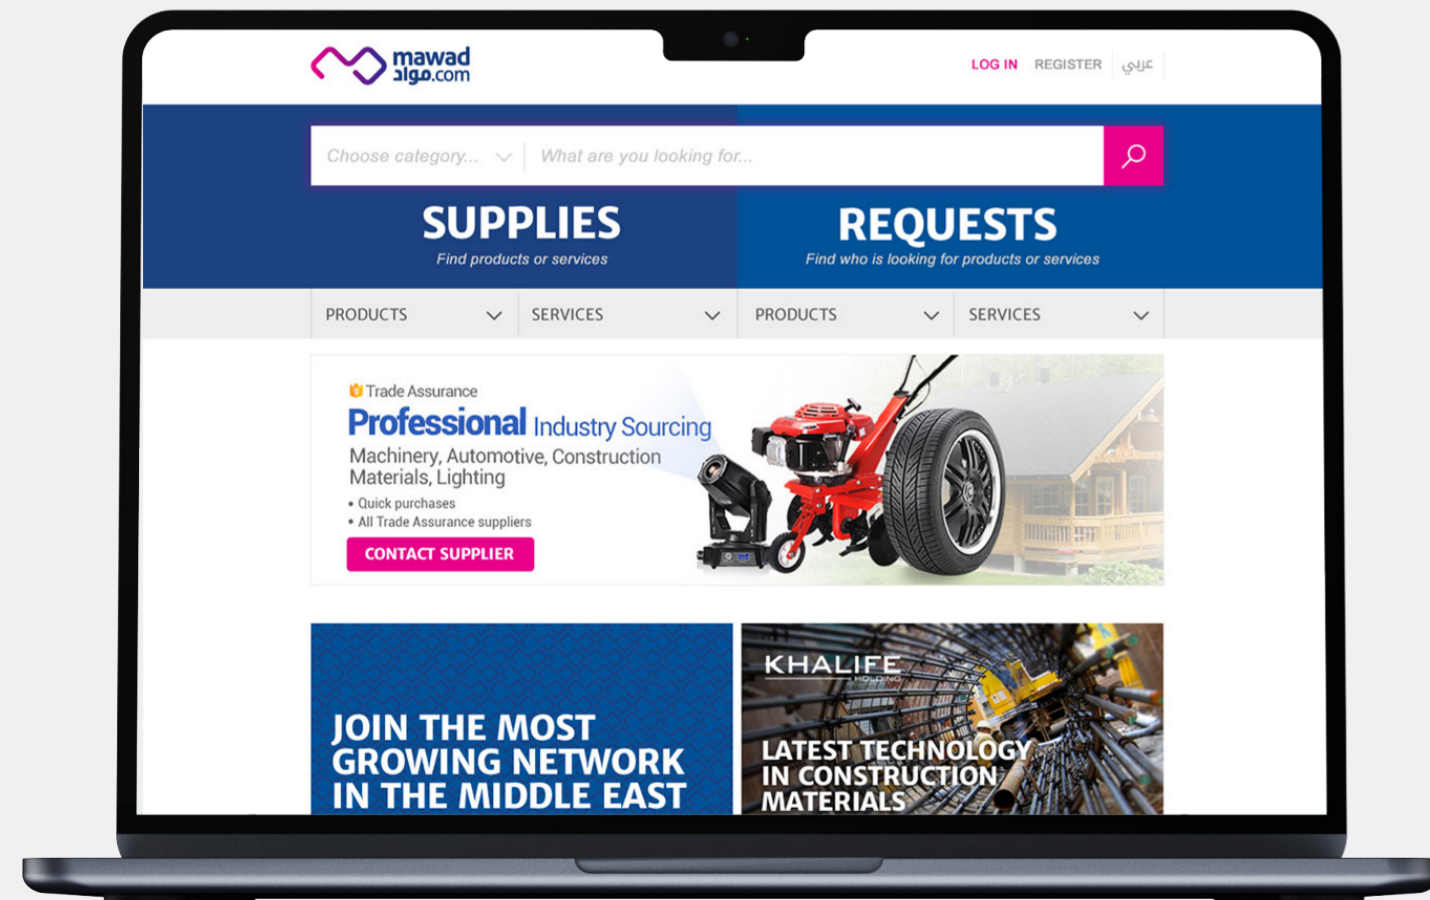 mawad
مواد.com
LOG IN REGISTER عربي
Choose category... What are you looking for...
SUPPLIES
Find products or services
REQUESTS
Find who is looking for products or services
PRODUCTS SERVICES PRODUCTS SERVICES
Trade Assurance
Professional Industry Sourcing
Machinery, Automotive, Construction
Materials, Lighting
• Quick purchases
• All Trade Assurance suppliers
CONTACT SUPPLIER
JOIN THE MOST
GROWING NETWORK
IN THE MIDDLE EAST
KHALIFE
HOLDING
LATEST TECHNOLOGY
IN CONSTRUCTION
MATERIALS